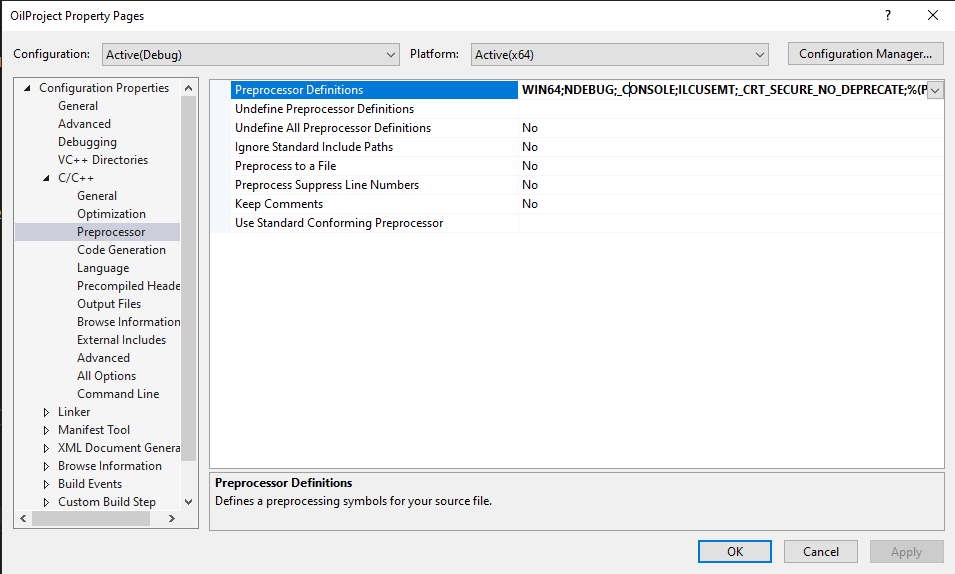 OilProject Property Pages
? ×
Configuration: Active(Debug) Platform: Active(x64) Configuration Manager...
Configuration Properties
General
Advanced
Debugging
VC++ Directories
C/C++
General
Optimization
Preprocessor
Code Generation
Language
Precompiled Heade
Output Files
Browse Information
External Includes
Advanced
All Options
Command Line
Linker
Manifest Tool
XML Document Genera
Browse Information
Build Events
Custom Build Step
Preprocessor Definitions WIN64;NDEBUG;_CONSOLE;ILCUSEMT;_CRT_SECURE_NO_DEPRECATE;%(P
Undefine Preprocessor Definitions
Undefine All Preprocessor Definitions No
Ignore Standard Include Paths No
Preprocess to a File No
Preprocess Suppress Line Numbers No
Keep Comments No
Use Standard Conforming Preprocessor
Preprocessor Definitions
Defines a preprocessing symbols for your source file.
OK Cancel Apply